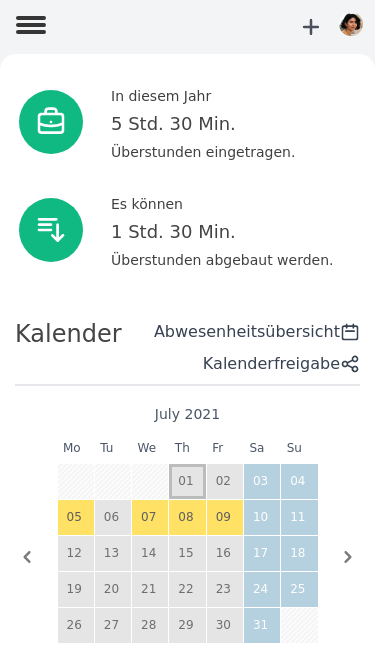 In diesem Jahr
5 Std. 30 Min.
Überstunden eingetragen.
Es können
1 Std. 30 Min.
Überstunden abgebaut werden.
Kalender
Abwesenheitsübersicht
Kalenderfreigabe
July 2021
Mo Tu We Th Fr Sa Su
01 02 03 04
05 06 07 08 09 10 11
12 13 14 15 16 17 18
19 20 21 22 23 24 25
26 27 28 29 30 31